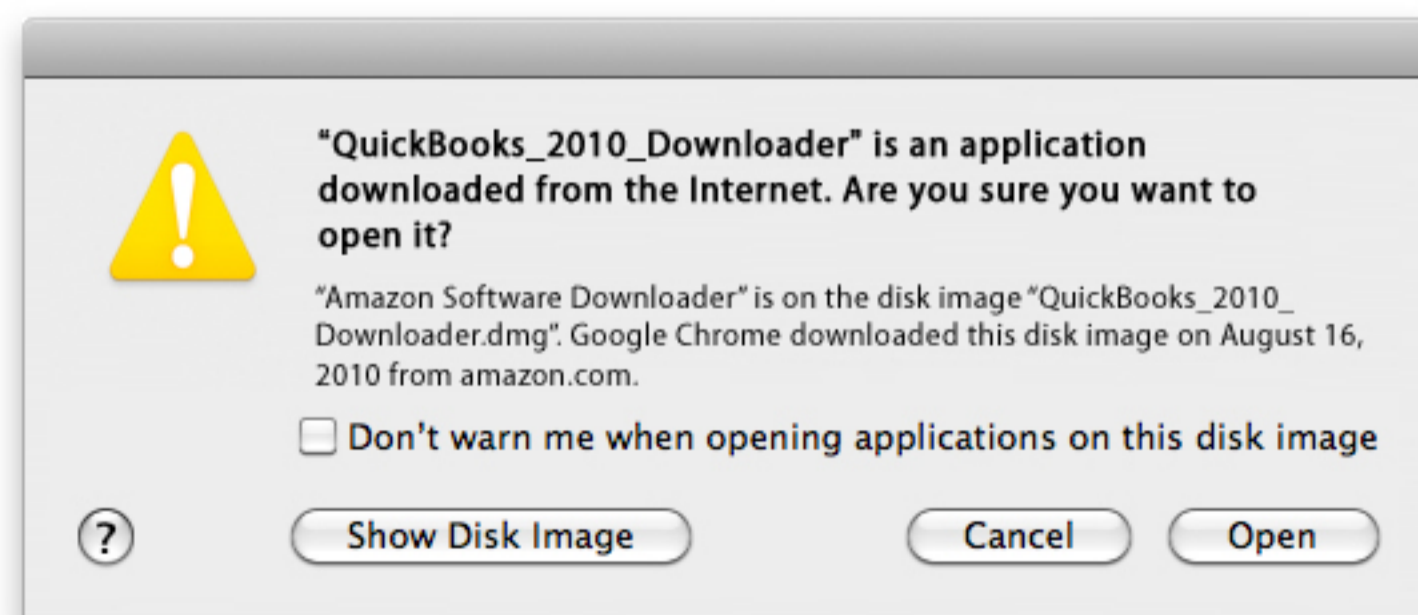 “QuickBooks_2010_Downloader” is an application
downloaded from the Internet. Are you sure you want to
open it?
“Amazon Software Downloader” is on the disk image “QuickBooks_2010_
Downloader.dmg”. Google Chrome downloaded this disk image on August 16,
2010 from amazon.com.
Don’t warn me when opening applications on this disk image
? Show Disk Image Cancel Open